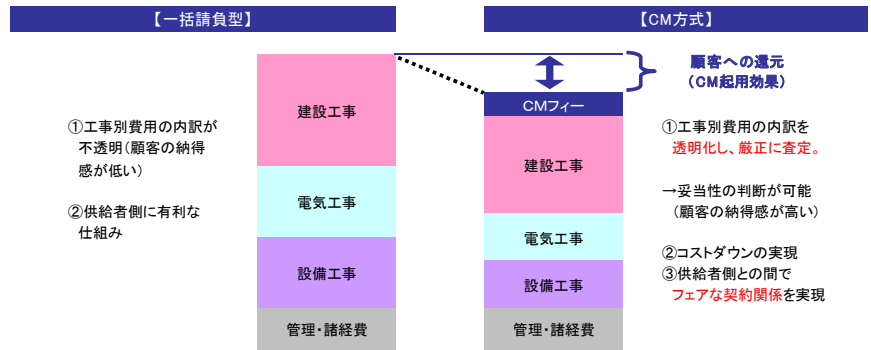 【一括請負型】
①工事別費用の内訳が
不透明(顧客の納得
感が低い)
②供給者側に有利な
仕組み
建設工事
電気工事
設備工事
管理・諸経費
【CM方式】
顧客への還元
(CM起用効果)
CMフィー
建設工事
電気工事
設備工事
管理・諸経費
①工事別費用の内訳を
透明化し、厳正に査定。
→妥当性の判断が可能
(顧客の納得感が高い)
②コストダウンの実現
③供給者側との間で
フェアな契約関係を実現